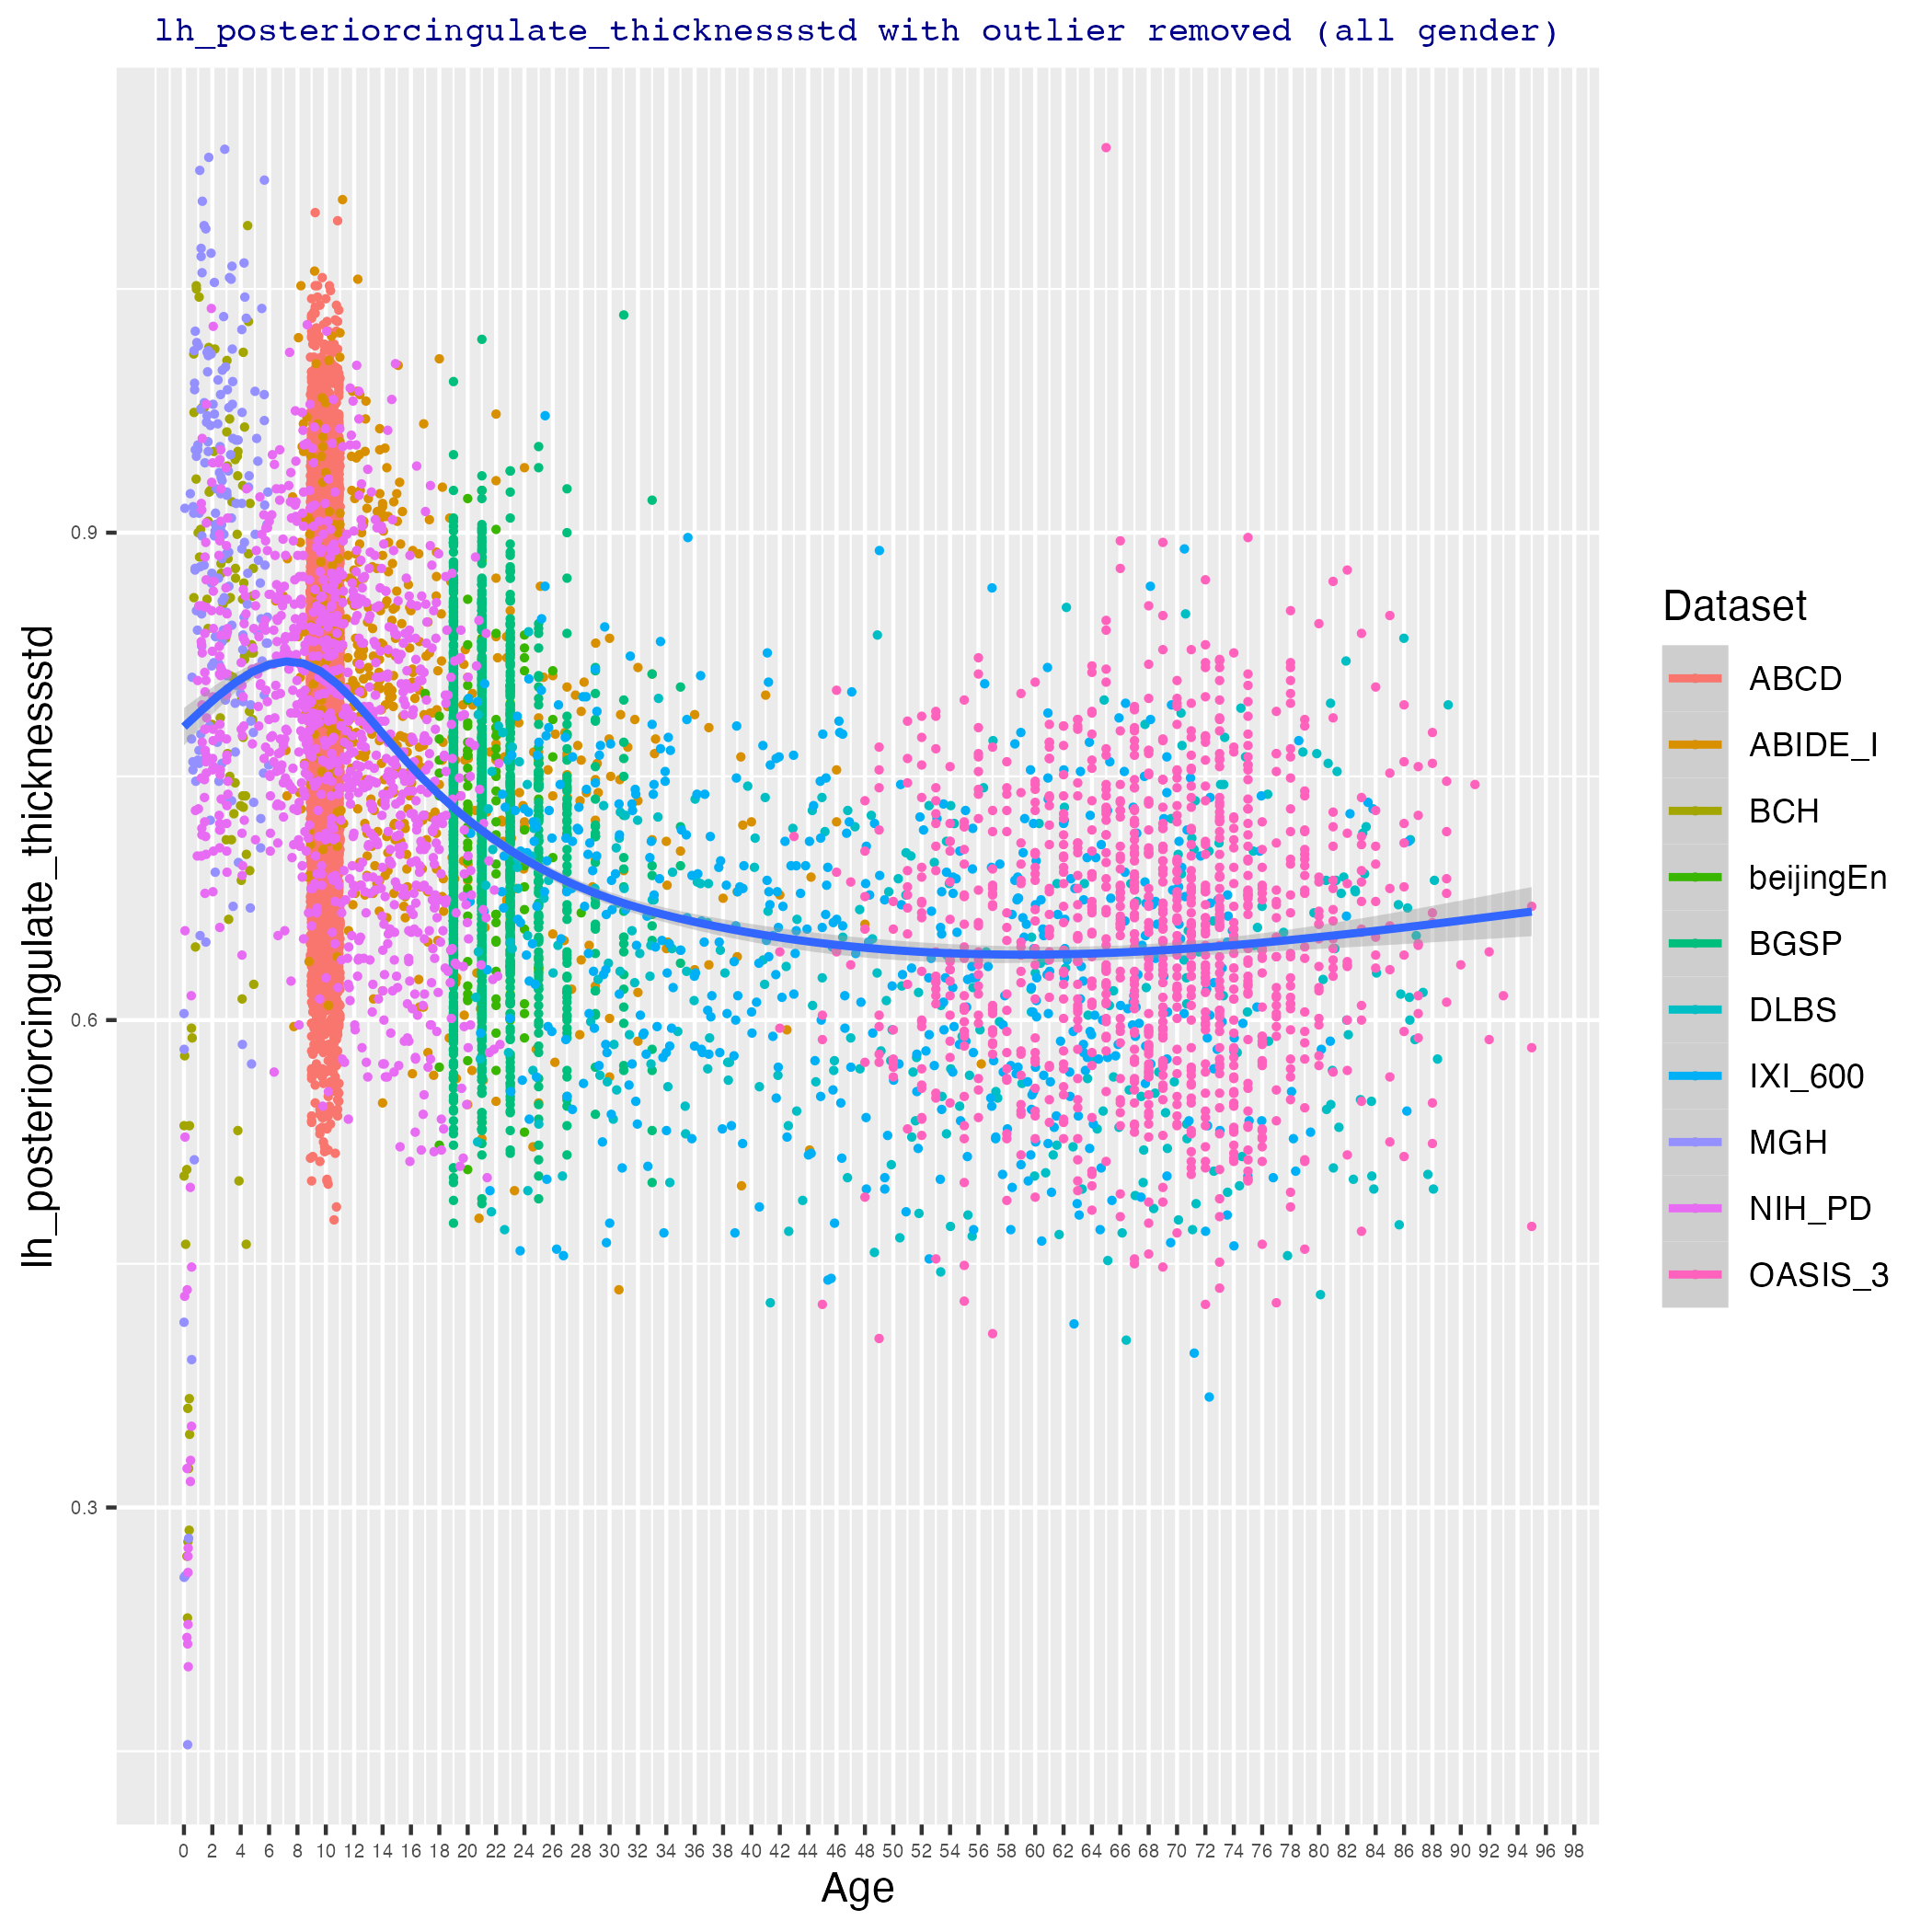 lh_posteriorcingulate_thicknessstd with outlier removed (all gender)
lh_posteriorcingulate_thicknessstd
0.9
0.6
0.3
0 2 4 6 8 10 12 14 16 18 20 22 24 26 28 30 32 34 36 38 40 42 44 46 48 50 52 54 56 58 60 62 64 66 68 70 72 74 76 78 80 82 84 86 88 90 92 94 96 98
Age
Dataset
ABCD
ABIDE_I
BCH
beijingEn
BGSP
DLBS
IXI_600
MGH
NIH_PD
OASIS_3